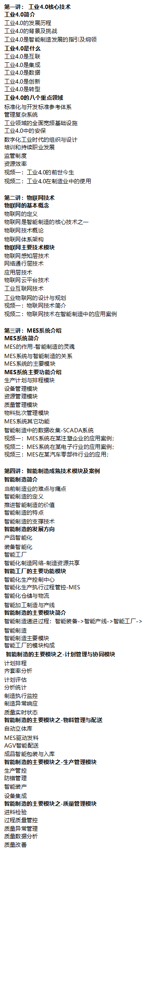 第一讲： 工业4.0核心技术
工业4.0简介
工业4.0的发展历程
工业4.0的背景及挑战
工业4.0是智能制造发展的指引及纲领
工业4.0是什么
工业4.0是互联
工业4.0是集成
工业4.0是数据
工业4.0是创新
工业4.0是转型
工业4.0的八个重点领域
标准化与开发标准参考体系
管理复杂系统
工业领域的全面宽频基础设施
工业4.0中的安保
数字化工业时代的组织与设计
培训和持续职业发展
监管制度
资源效率
视频一：工业4.0的前世今生
视频二：工业4.0在制造业中的使用
第二讲：物联网技术
物联网的基本概念
物联网的定义
物联网是智能制造的核心技术之一
物联网技术概论
物联网体系架构
物联网主要技术模块
物联网感知层技术
网络通行层技术
应用层技术
物联网云平台技术
工业互联网技术
工业物联网的设计与规划
视频一：物联网技术简介
视频二：物联网技术在智能制造中的应用案例
第三讲：MES系统介绍
MES系统简介
MES的作用-智能制造的灵魂
MES系统与智能制造的关系
MES系统的主要模块
MES系统主要功能介绍
生产计划与排程模块
设备管理模块
资源管理模块
质量管理模块
物料批次管理模块
MES系统其它功能
智能制造中的数据收集-SCADA系统
视频一：MES系统在某注塑企业的应用案例；
视频二：MES系统在某电子行业的应用案例；
视频三：MES在某汽车零部件行业的应用；
第四讲：智能制造成熟技术模块及案例
智能制造简介
当前制造业的难点与痛点
智能制造的定义
推进智能制造的价值
智能制造的特点
智能制造的支撑技术
智能制造的发展方向
产品智能化
装备智能化
智能工厂
智能化制造网络-制造资源共享
智能工厂的主要功能模块
智能化生产控制中心
智能化生产执行过程管控-MES
智能化仓储与物流
智能加工制造与产线
智能制造的主要模块简介
智能制造递进过程：智能装备->智能产线->智能工厂->
智能制造
智能制造主要模块
智能工厂的模块构成
智能制造的主要模块之-计划管理与协同模块
计划排程
齐套率分析
计划评估
分析统计
制造执行监控
制造异常响应
质量实时状态
智能制造的主要模块之-物料管理与配送
自动立体库
MES驱动发料
AGV智能配送
成品智能包装与入库
智能制造的主要模块之-生产管理模块
生产管控
防错管理
智能装产
设备集成
智能制造的主要模块之-质量管理模块
进料检验
过程质量管控
质量异常管理
质量数据分析
质量改善